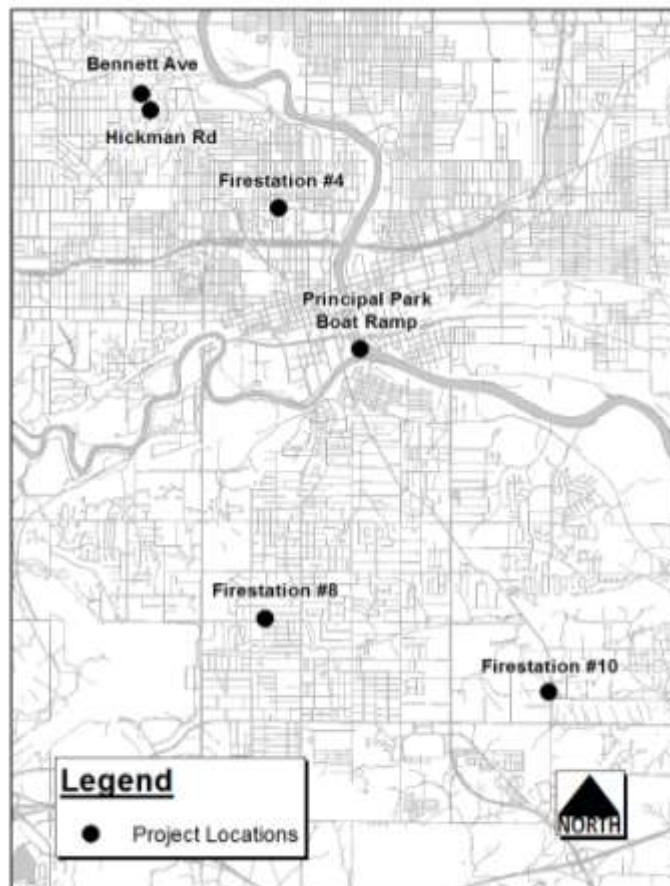 Bennett Ave
Hickman Rd
Firestation #4
Principal Park
Boat Ramp
Firestation #8
Firestation #10
Legend
Project Locations
NORTH